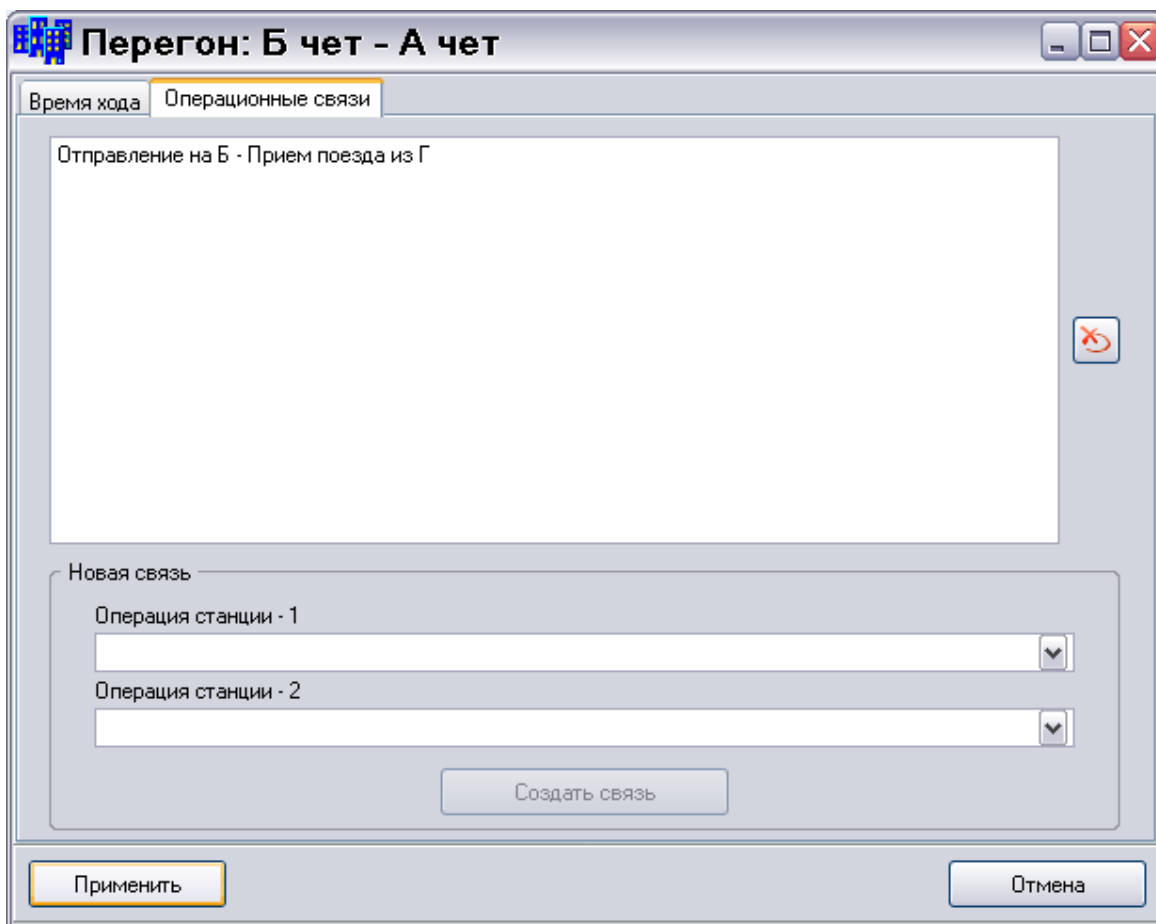 Перегон: Б чет - А чет
Время хода
Операционные связи
Отправление на Б - Прием поезда из Г
Новая связь
Операция станции - 1
Операция станции - 2
Создать связь
Применить
Отмена